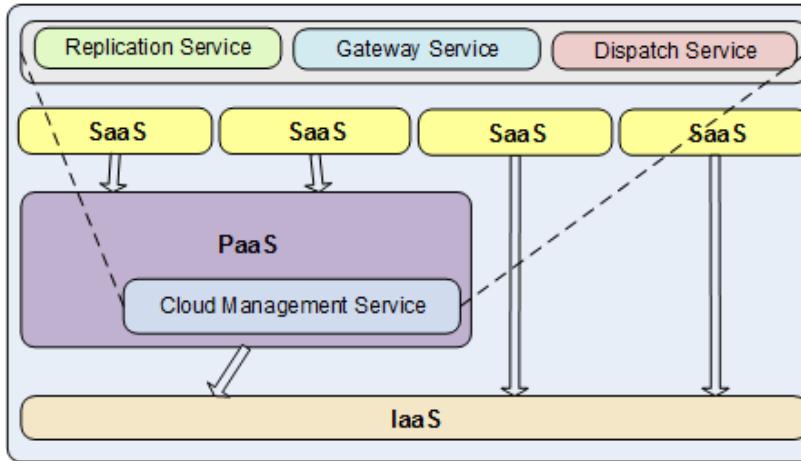 Replication Service
Gateway Service
Dispatch Service
SaaS
SaaS
SaaS
SaaS
PaaS
Cloud Management Service
IaaS